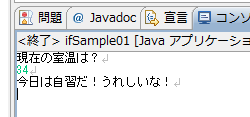 問題 @ Javadoc 宣言 コンソ
<終了> ifSample01 [Java アプリケーショ
現在の室温は？
34
今日は自習だ！うれしいな！